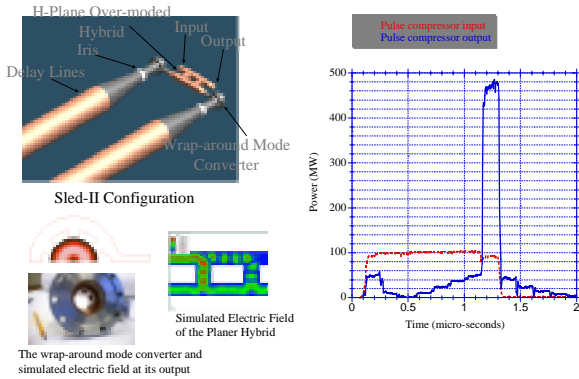 H-Plane Over-moded
Hybrid
Input
Iris
Output
Delay Lines
Wrap-around Mode
Converter
Sled-II Configuration
Simulated Electric Field
of the Planer Hybrid
The wrap-around mode converter and
simulated electric field at its output
Pulse compressor input
Pulse compressor output
500
400
300
200
100
0
Power (MW)
0
0.5
1
1.5
2
Time (micro-seconds)